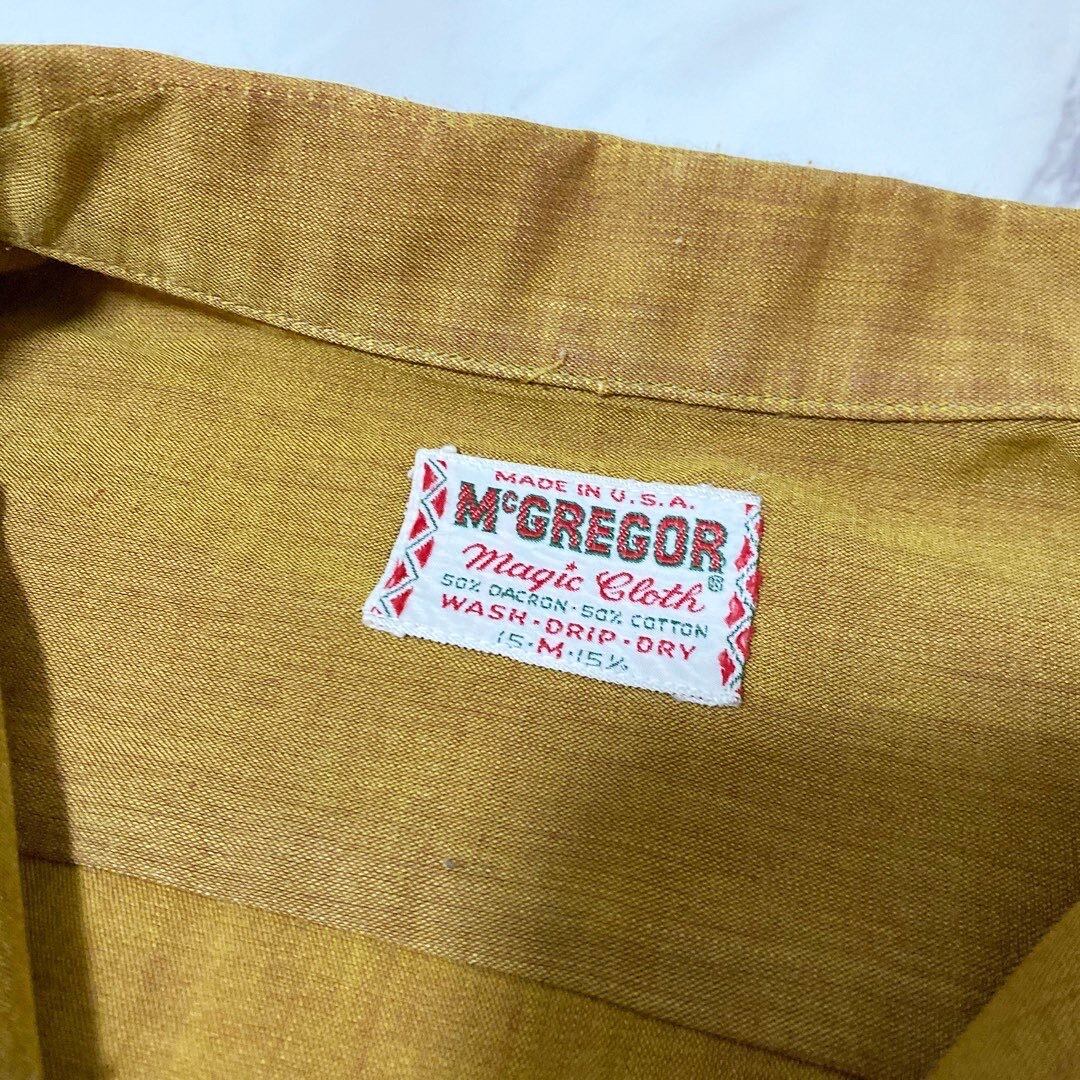 MADE IN U.S.A.
McGREGOR®
Magic Cloth
50% DACRON·50% COTTON
WASH·DRIP·DRY
15·M·15½